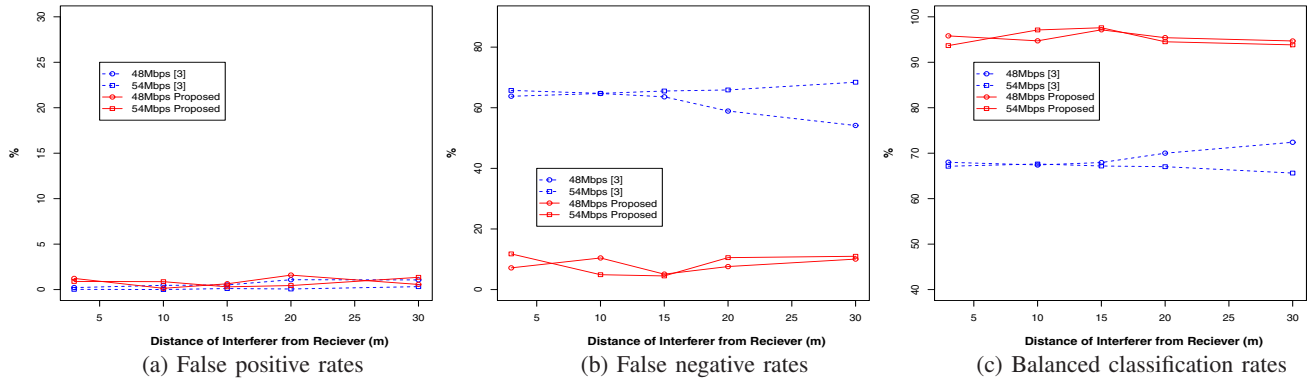 30
25
20
15
10
5
0
%
48Mbps [3]
54Mbps [3]
48Mbps Proposed
54Mbps Proposed
5 10 15 20 25 30
Distance of Interferer from Reciever (m)
(a) False positive rates
80
60
40
20
0
%
48Mbps [3]
54Mbps [3]
48Mbps Proposed
54Mbps Proposed
5 10 15 20 25 30
Distance of Interferer from Reciever (m)
(b) False negative rates
100
90
80
70
60
50
40
%
48Mbps [3]
54Mbps [3]
48Mbps Proposed
54Mbps Proposed
5 10 15 20 25 30
Distance of Interferer from Reciever (m)
(c) Balanced classification rates